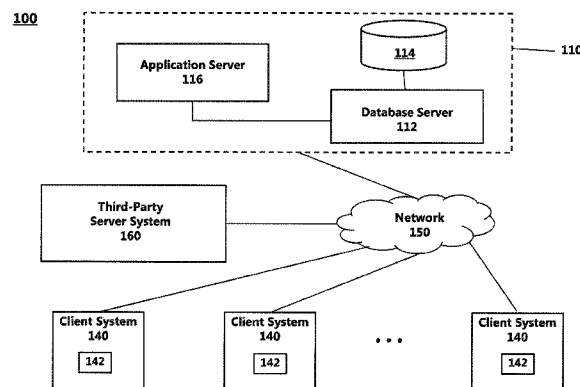 100
110
114
Application Server
116
Database Server
112
Third-Party
Server System
160
Network
150
Client System
140
142
Client System
140
142
• • •
Client System
140
142